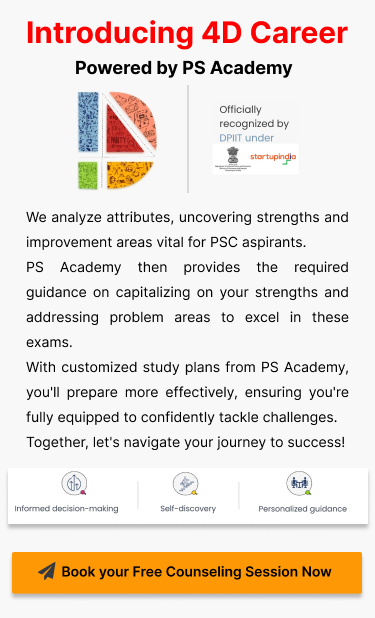 Introducing 4D Career
Powered by PS Academy
Officially
recognized by
DPIIT under
startupindia
We analyze attributes, uncovering strengths and
improvement areas vital for PSC aspirants.
PS Academy then provides the required
guidance on capitalizing on your strengths and
addressing problem areas to excel in these
exams.
With customized study plans from PS Academy,
you'll prepare more effectively, ensuring you're
fully equipped to confidently tackle challenges.
Together, let's navigate your journey to success!
Informed decision-making
Self-discovery
Personalized guidance
Book your Free Counseling Session Now